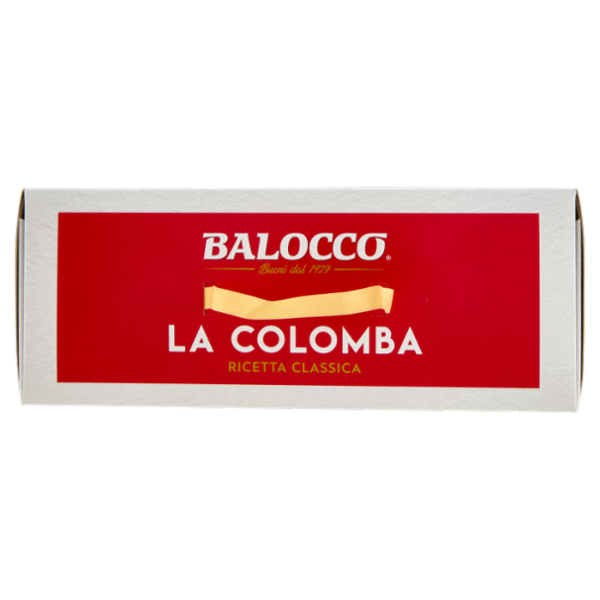 BALOCCO®
Buoni dal 1927
LA COLOMBA
RICETTA CLASSICA